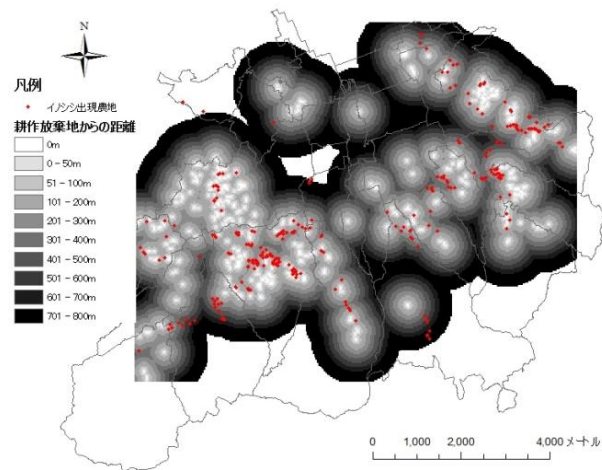 N
凡例
イノシシ出現農地
耕作放棄地からの距離
0m
0 - 50m
51 - 100m
101 - 200m
201 - 300m
301 - 400m
401 - 500m
501 - 600m
601 - 700m
701 - 800m
0 1,000 2,000 4,000 メートル